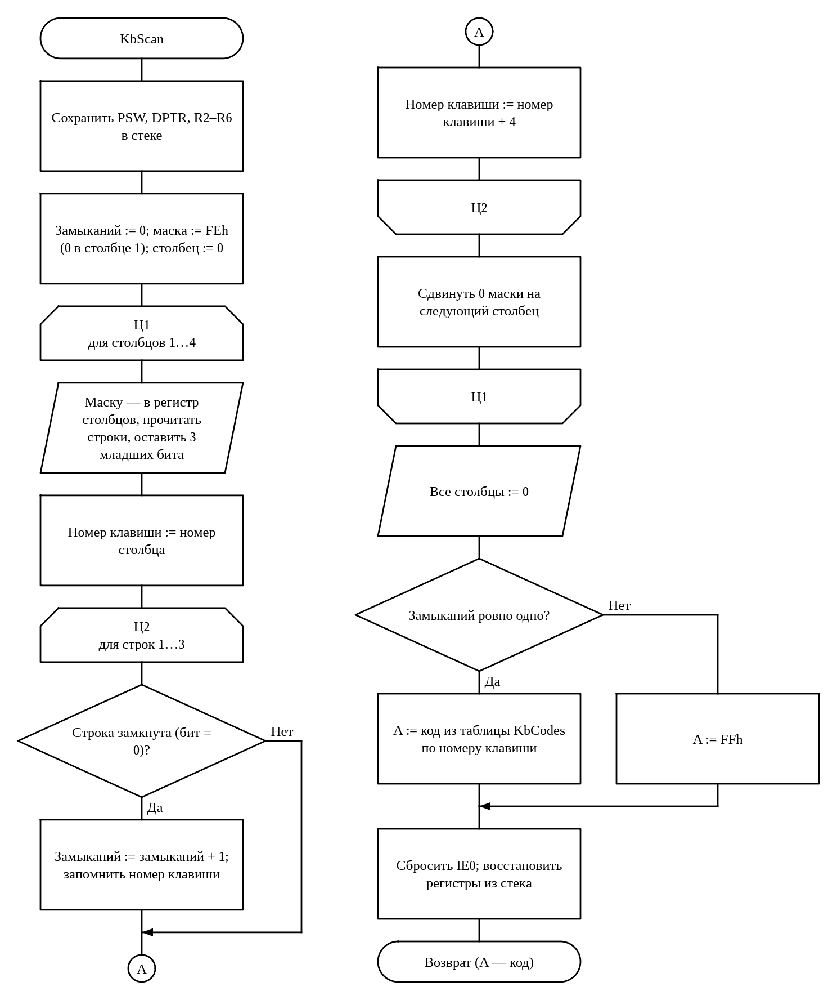 KbScan
Сохранить PSW, DPTR, R2–R6
в стеке
Замыканий := 0; маска := FEh
(0 в столбце 1); столбец := 0
Ц1
для столбцов 1…4
Маску — в регистр
столбцов, прочитать
строки, оставить 3
младших бита
Номер клавиши := номер
столбца
Ц2
для строк 1…3
Строка замкнута (бит =
0)?
Нет
Да
Замыканий := замыканий + 1;
запомнить номер клавиши
А
А
Номер клавиши := номер
клавиши + 4
Ц2
Сдвинуть 0 маски на
следующий столбец
Ц1
Все столбцы := 0
Замыканий ровно одно?
Нет
Да
A := код из таблицы KbCodes
по номеру клавиши
A := FFh
Сбросить IE0; восстановить
регистры из стека
Возврат (A — код)